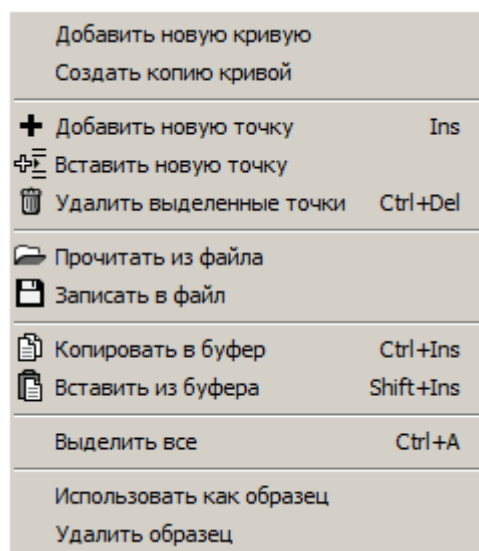 Добавить новую кривую
Создать копию кривой
Добавить новую точку Ins
Вставить новую точку
Удалить выделенные точки Ctrl+Del
Прочитать из файла
Записать в файл
Копировать в буфер Ctrl+Ins
Вставить из буфера Shift+Ins
Выделить все Ctrl+A
Использовать как образец
Удалить образец